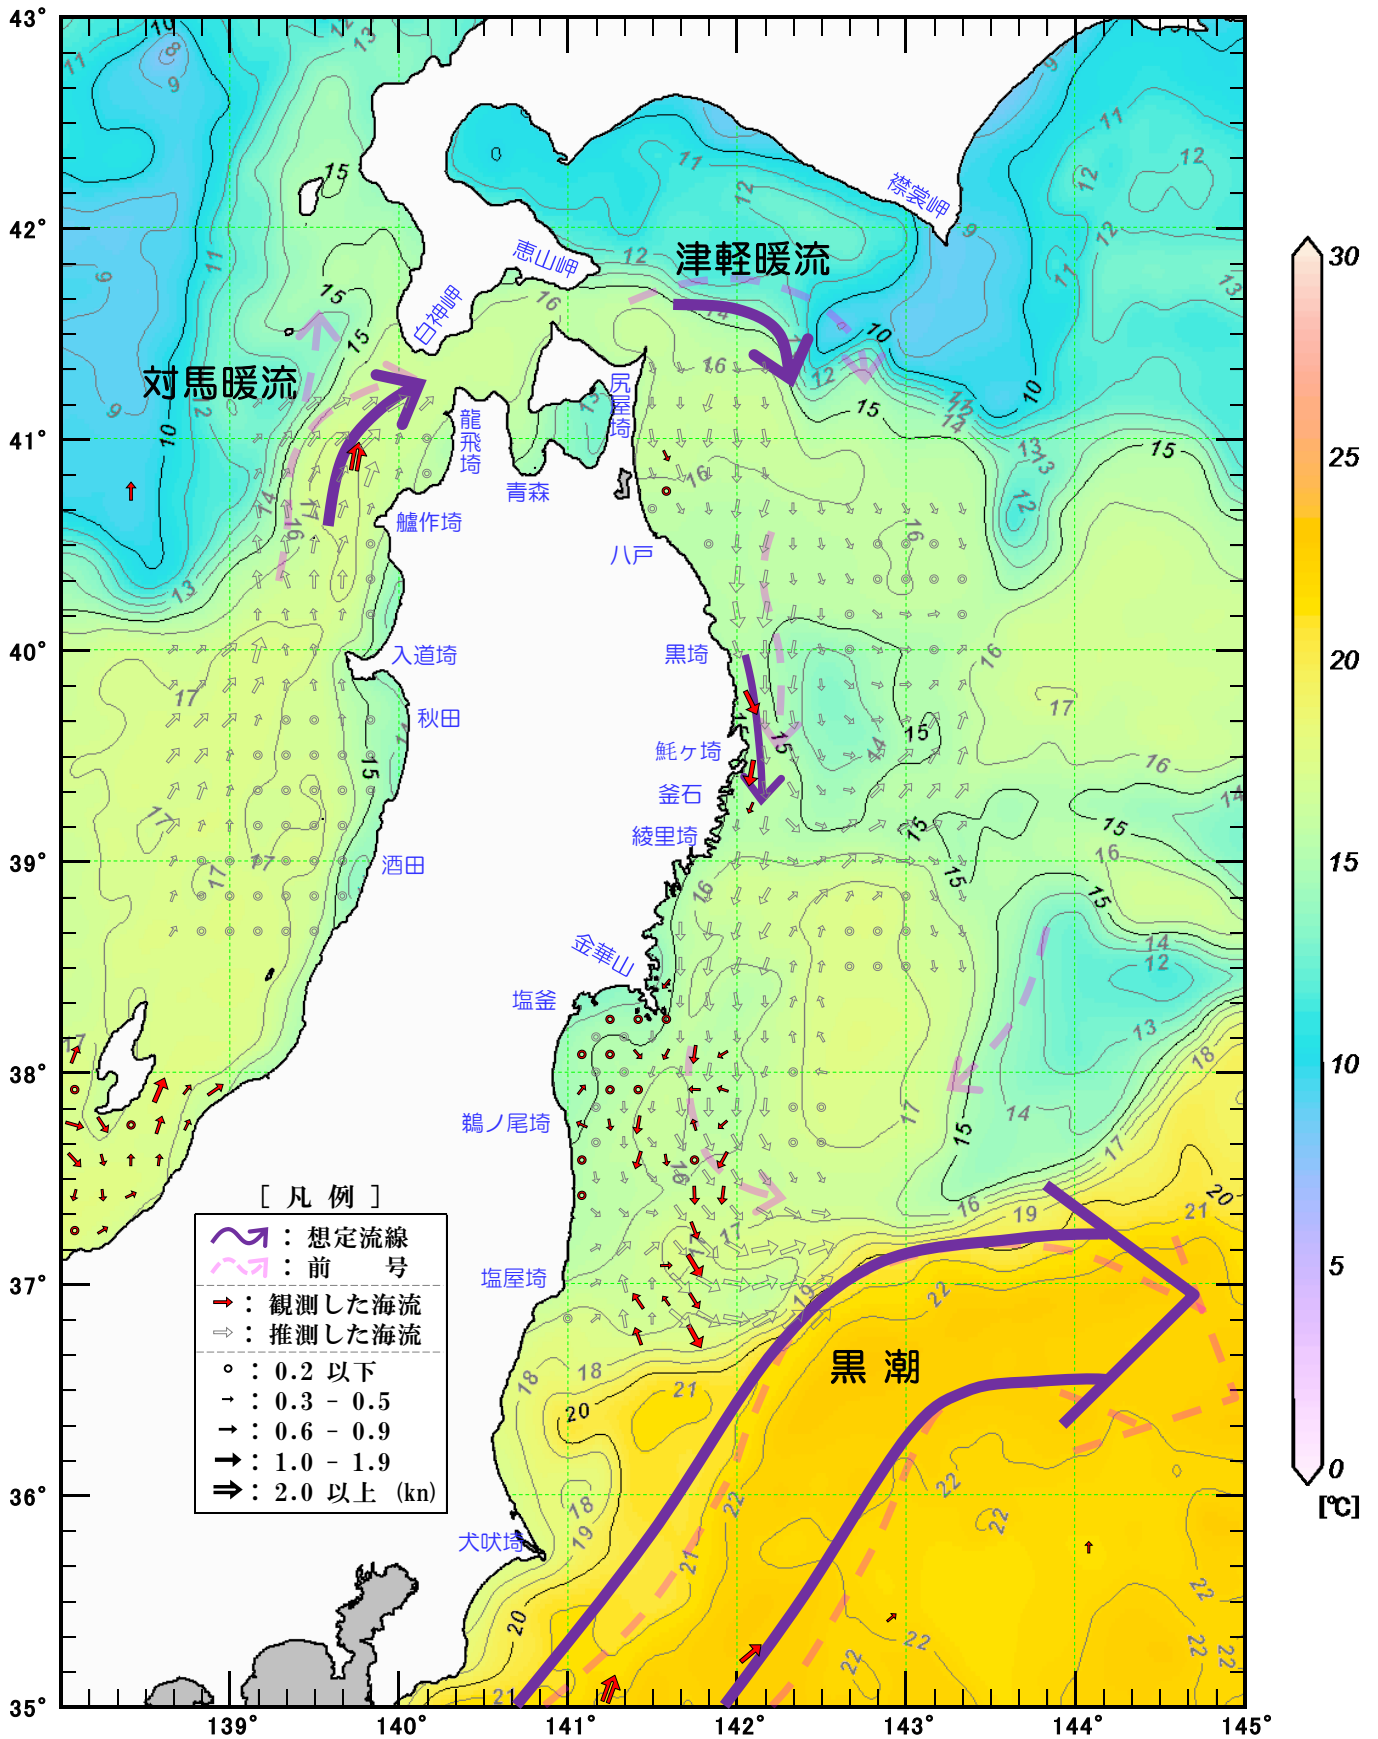 43°
42°
41°
40°
39°
38°
37°
36°
35°
139°
140°
141°
142°
143°
144°
145°
襟裳岬
恵山岬
津軽暖流
白神岬
対馬暖流
尻屋埼
龍飛埼
青森
艫作埼
八戸
入道埼
黒埼
秋田
魹ヶ埼
釜石
綾里埼
酒田
金華山
塩釜
鵜ノ尾埼
塩屋埼
黒潮
犬吠埼
[ 凡 例 ]
: 想定流線
: 前 号
: 観測した海流
: 推測した海流
: 0.2 以下
: 0.3 - 0.5
: 0.6 - 0.9
: 1.0 - 1.9
: 2.0 以上 (kn)
30
25
20
15
10
5
0
[℃]